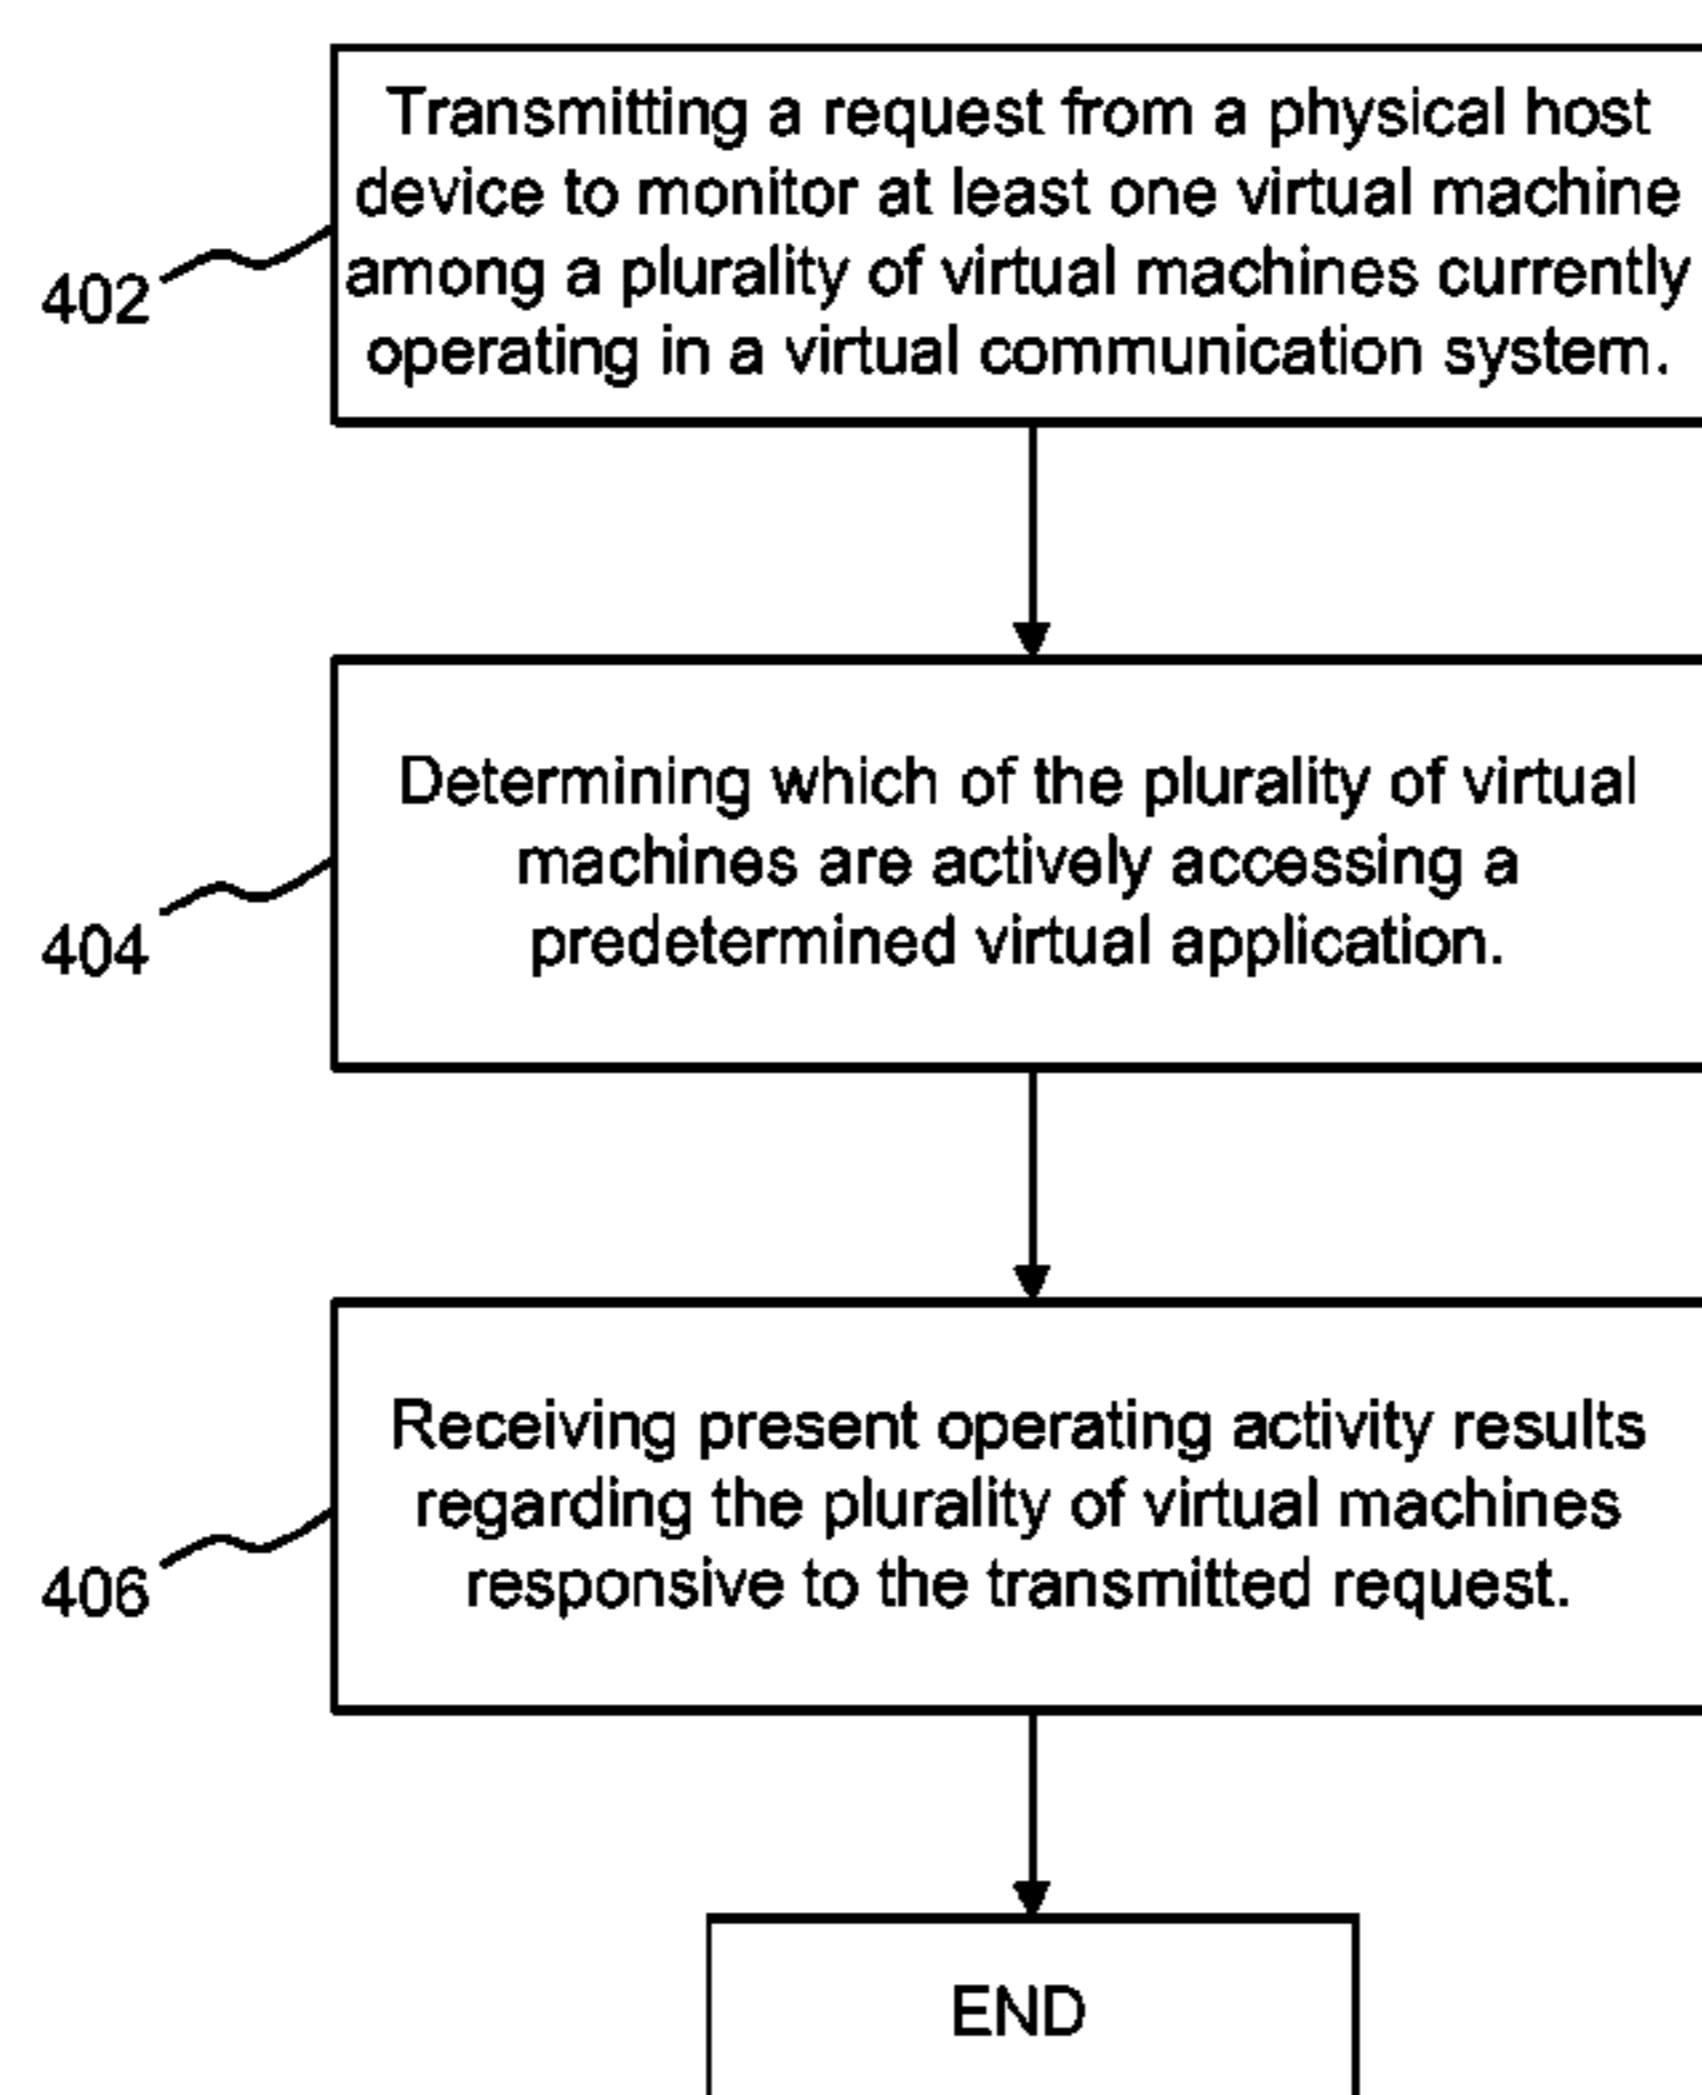 Transmitting a request from a physical host
device to monitor at least one virtual machine
among a plurality of virtual machines currently
operating in a virtual communication system.
402
Determining which of the plurality of virtual
machines are actively accessing a
predetermined virtual application.
404
Receiving present operating activity results
regarding the plurality of virtual machines
responsive to the transmitted request.
406
END